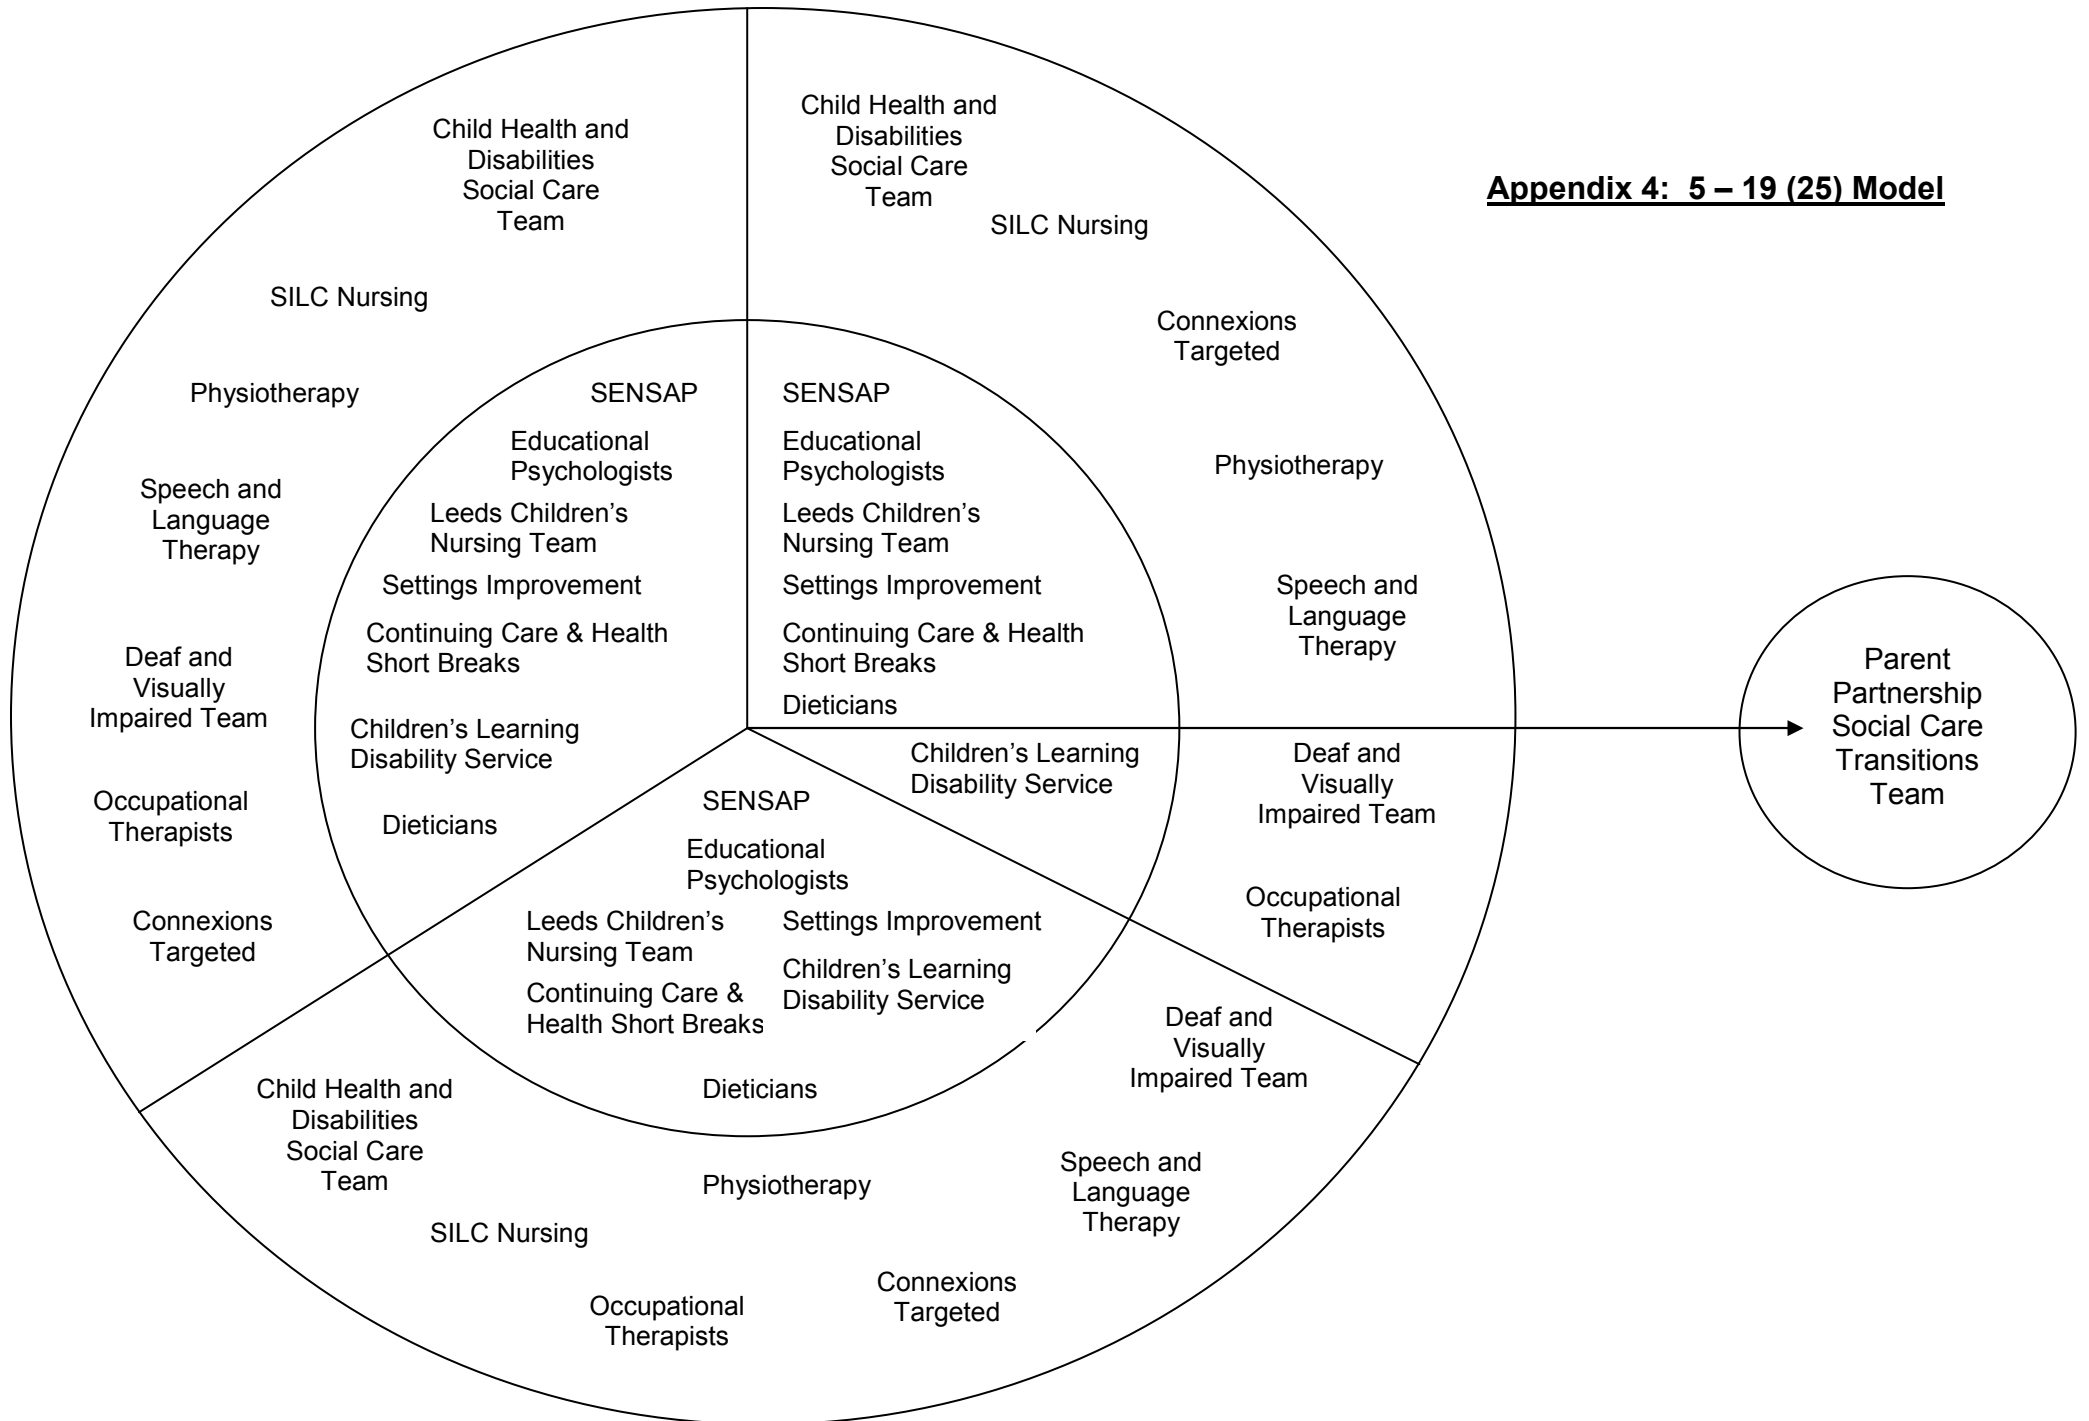 Appendix 4:  5 – 19 (25) Model
Child Health and
Disabilities
Social Care
Team
SILC Nursing
Physiotherapy
Speech and
Language
Therapy
Deaf and
Visually
Impaired Team
Occupational
Therapists
Connexions
Targeted
SENSAP
Educational
Psychologists
Leeds Children’s
Nursing Team
Settings Improvement
Continuing Care & Health
Short Breaks
Children’s Learning
Disability Service
Dieticians
Child Health and
Disabilities
Social Care
Team
SILC Nursing
Connexions
Targeted
Physiotherapy
Speech and
Language
Therapy
Deaf and
Visually
Impaired Team
Occupational
Therapists
SENSAP
Educational
Psychologists
Leeds Children’s
Nursing Team
Settings Improvement
Continuing Care & Health
Short Breaks
Dieticians
Children’s Learning
Disability Service
SENSAP
Educational
Psychologists
Leeds Children’s
Nursing Team
Continuing Care &
Health Short Breaks
Settings Improvement
Children’s Learning
Disability Service
Dieticians
Child Health and
Disabilities
Social Care
Team
SILC Nursing
Physiotherapy
Occupational
Therapists
Connexions
Targeted
Speech and
Language
Therapy
Deaf and
Visually
Impaired Team
Parent
Partnership
Social Care
Transitions
Team